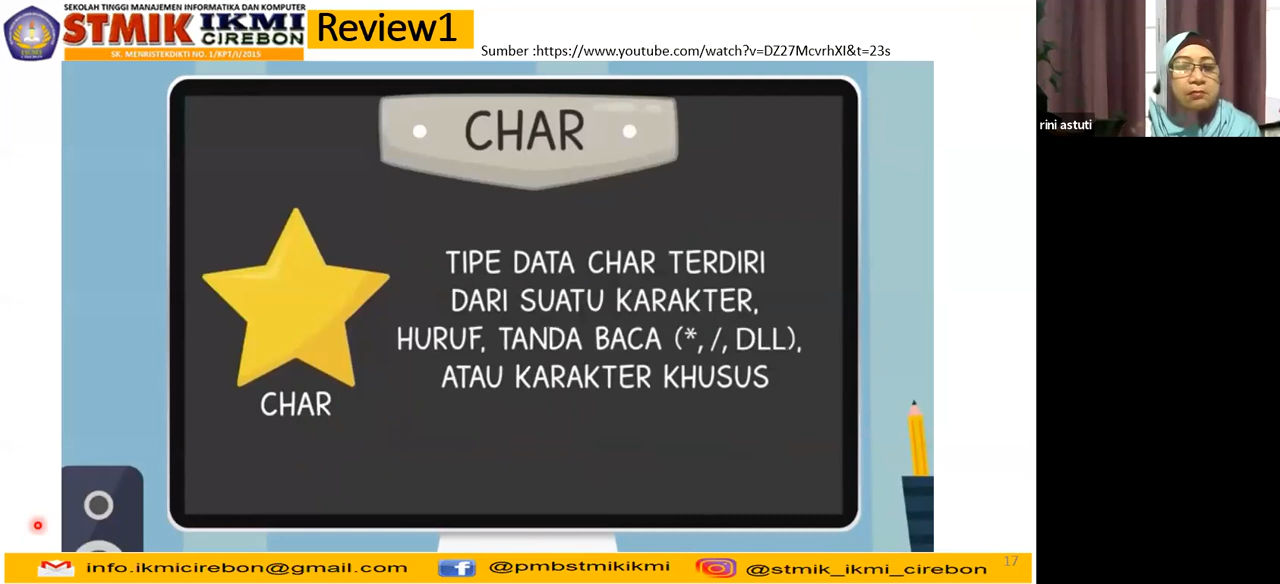 SEKOLAH TINGGI MANAJEMEN INFORMATIKA DAN KOMPUTER
STMIK IKMI
CIREBON
SK. MENRISTEKDIKTI NO. 1/KPT/I/2015
IKMI
Review1
Sumber :https://www.youtube.com/watch?v=DZ27McvrhXI&t=23s
rini astuti
CHAR
TIPE DATA CHAR TERDIRI
DARI SUATU KARAKTER,
HURUF, TANDA BACA (*, /, DLL),
ATAU KARAKTER KHUSUS
CHAR
17
info.ikmicirebon@gmail.com
@pmbstmikikmi
@stmik_ikmi_cirebon